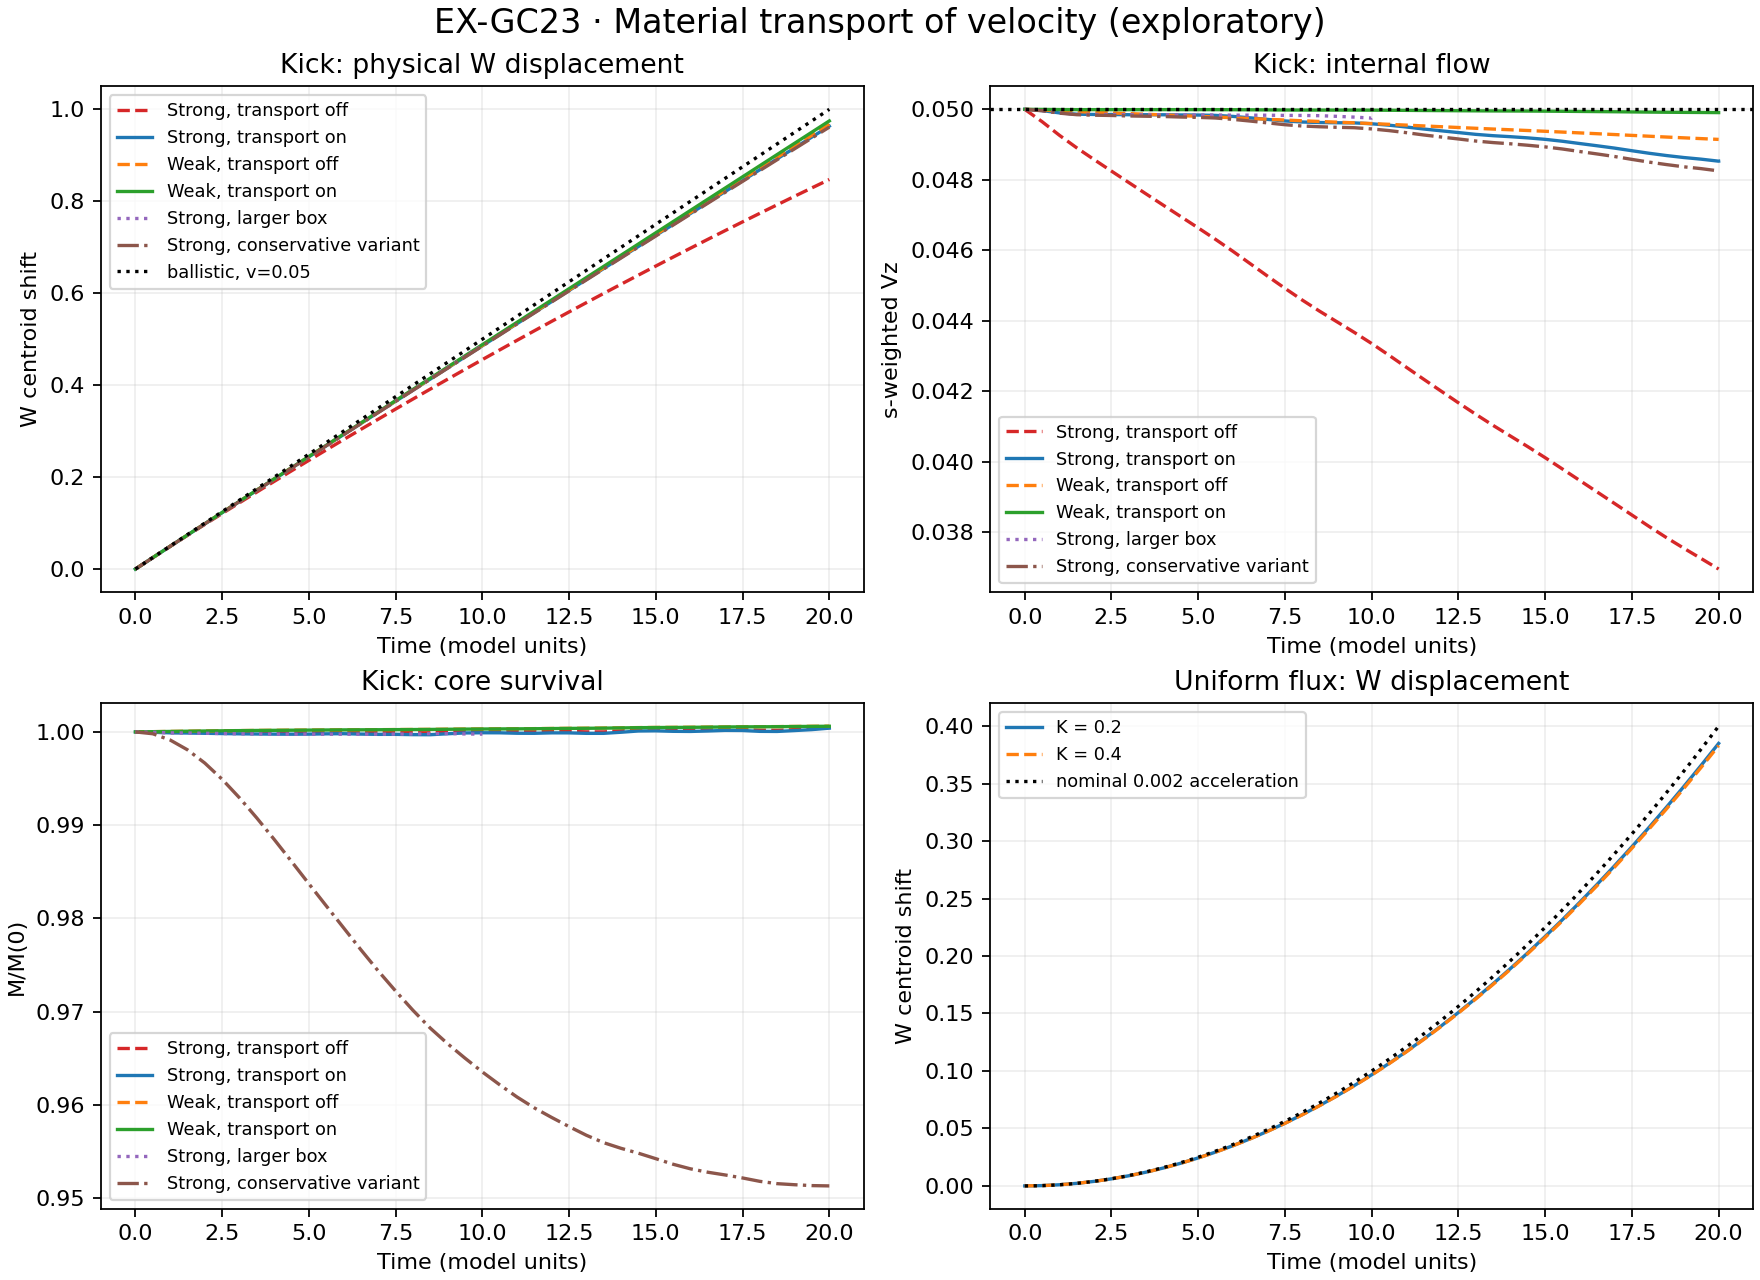 EX-GC23 · Material transport of velocity (exploratory)
Kick: physical W displacement
W centroid shift
1.0
0.8
0.6
0.4
0.2
0.0
Strong, transport off
Strong, transport on
Weak, transport off
Weak, transport on
Strong, larger box
Strong, conservative variant
ballistic, v=0.05
0.0 2.5 5.0 7.5 10.0 12.5 15.0 17.5 20.0
Time (model units)
Kick: internal flow
s-weighted Vz
0.050
0.048
0.046
0.044
0.042
0.040
0.038
Strong, transport off
Strong, transport on
Weak, transport off
Weak, transport on
Strong, larger box
Strong, conservative variant
0.0 2.5 5.0 7.5 10.0 12.5 15.0 17.5 20.0
Time (model units)
Kick: core survival
M/M(0)
1.00
0.99
0.98
0.97
0.96
0.95
Strong, transport off
Strong, transport on
Weak, transport off
Weak, transport on
Strong, larger box
Strong, conservative variant
0.0 2.5 5.0 7.5 10.0 12.5 15.0 17.5 20.0
Time (model units)
Uniform flux: W displacement
W centroid shift
0.40
0.35
0.30
0.25
0.20
0.15
0.10
0.05
0.00
K = 0.2
K = 0.4
nominal 0.002 acceleration
0.0 2.5 5.0 7.5 10.0 12.5 15.0 17.5 20.0
Time (model units)